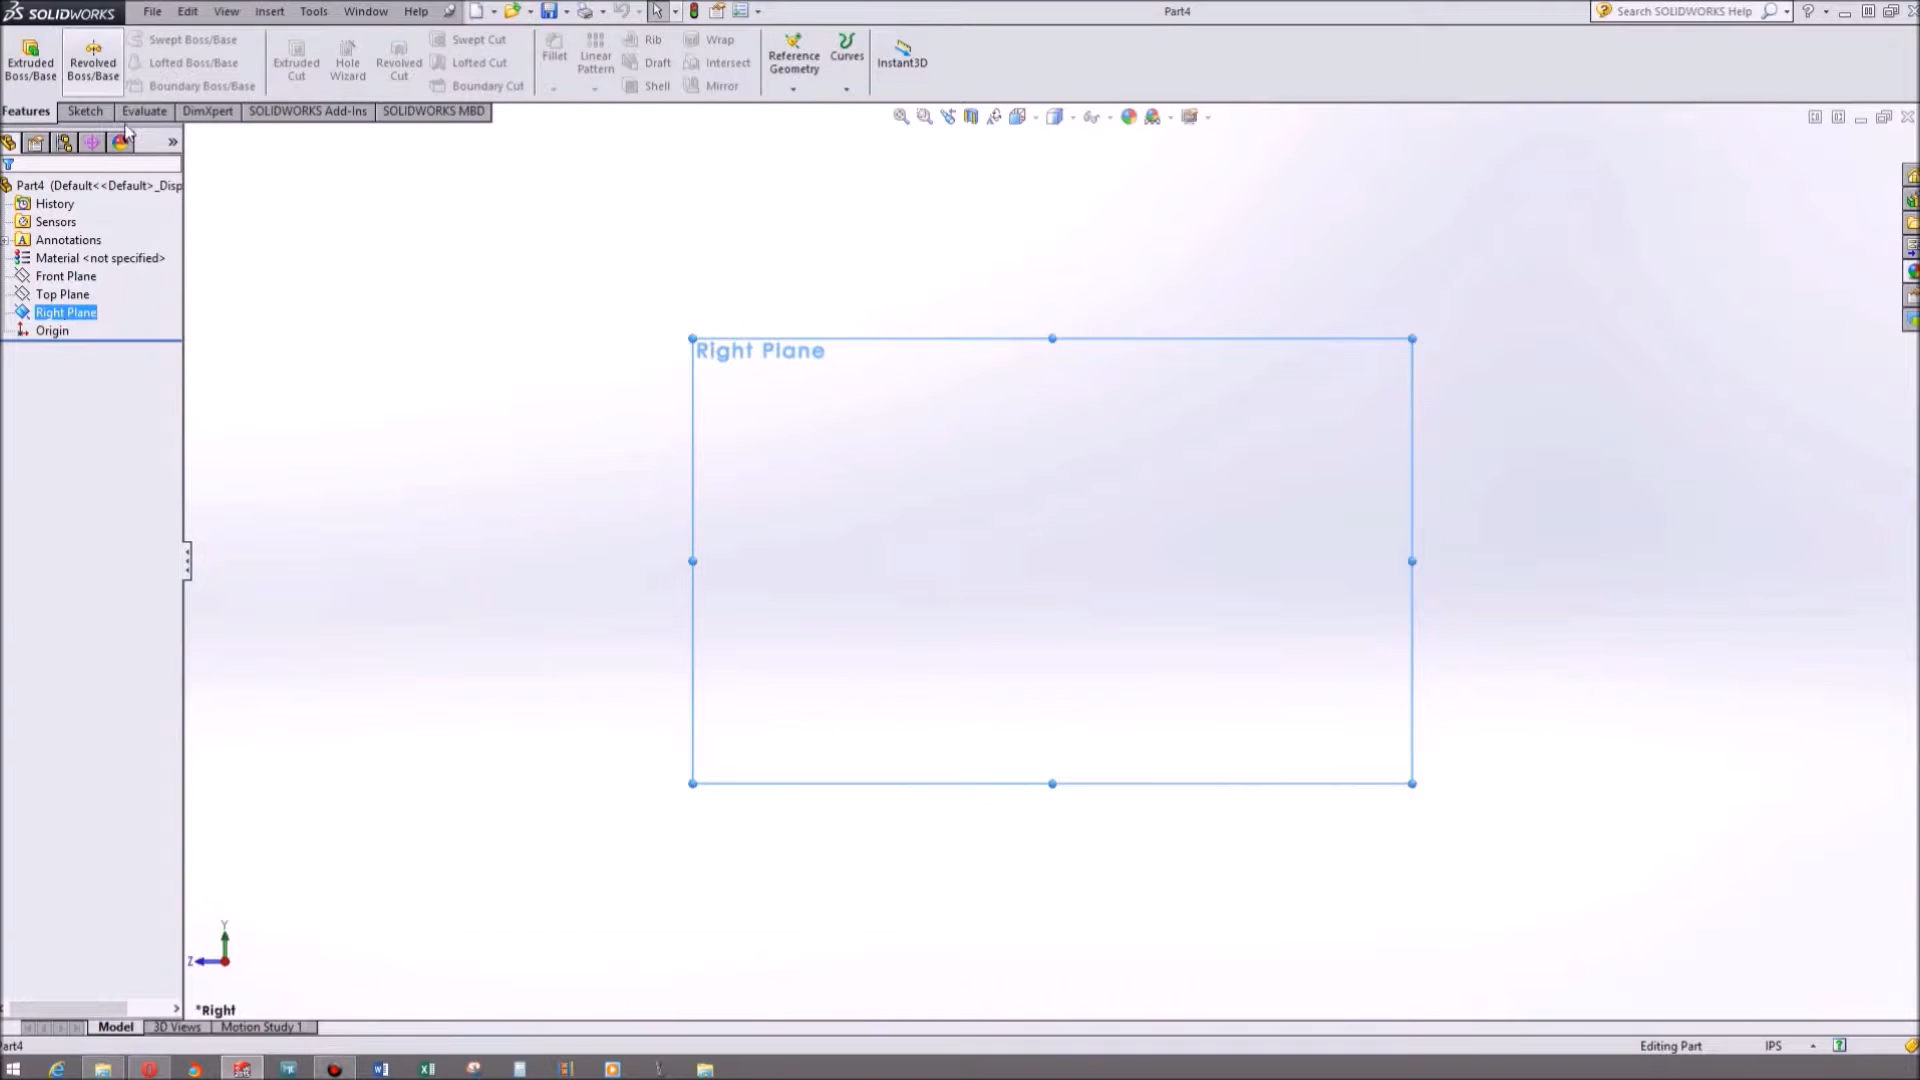 SOLIDWORKS File Edit View Insert Tools Window Help Part4 Search SOLIDWORKS Help
Extruded Boss/Base
Revolved Boss/Base
Swept Boss/Base
Lofted Boss/Base
Boundary Boss/Base
Extruded Cut
Hole Wizard
Revolved Cut
Swept Cut
Lofted Cut
Boundary Cut
Fillet
Linear Pattern
Rib
Draft
Shell
Wrap
Intersect
Mirror
Reference Geometry
Curves
Instant3D
Features Sketch Evaluate DimXpert SOLIDWORKS Add-Ins SOLIDWORKS MBD
Part4 (Default<<Default>_Disp
History
Sensors
Annotations
Material <not specified>
Front Plane
Top Plane
Right Plane
Origin
Right Plane
Y
Z
*Right
Model 3D Views Motion Study 1
art4 Editing Part IPS